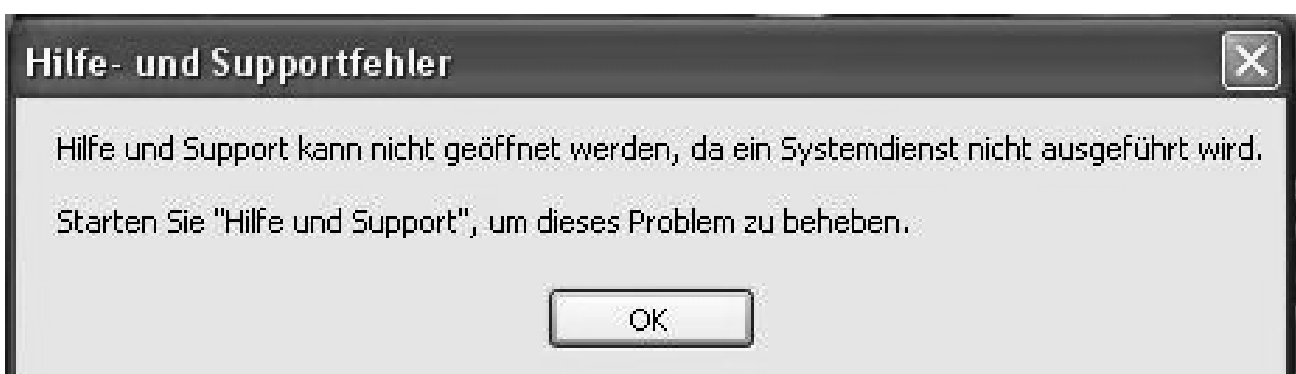 Hilfe- und Supportfehler
Hilfe und Support kann nicht geöffnet werden, da ein Systemdienst nicht ausgeführt wird.
Starten Sie "Hilfe und Support", um dieses Problem zu beheben.
OK